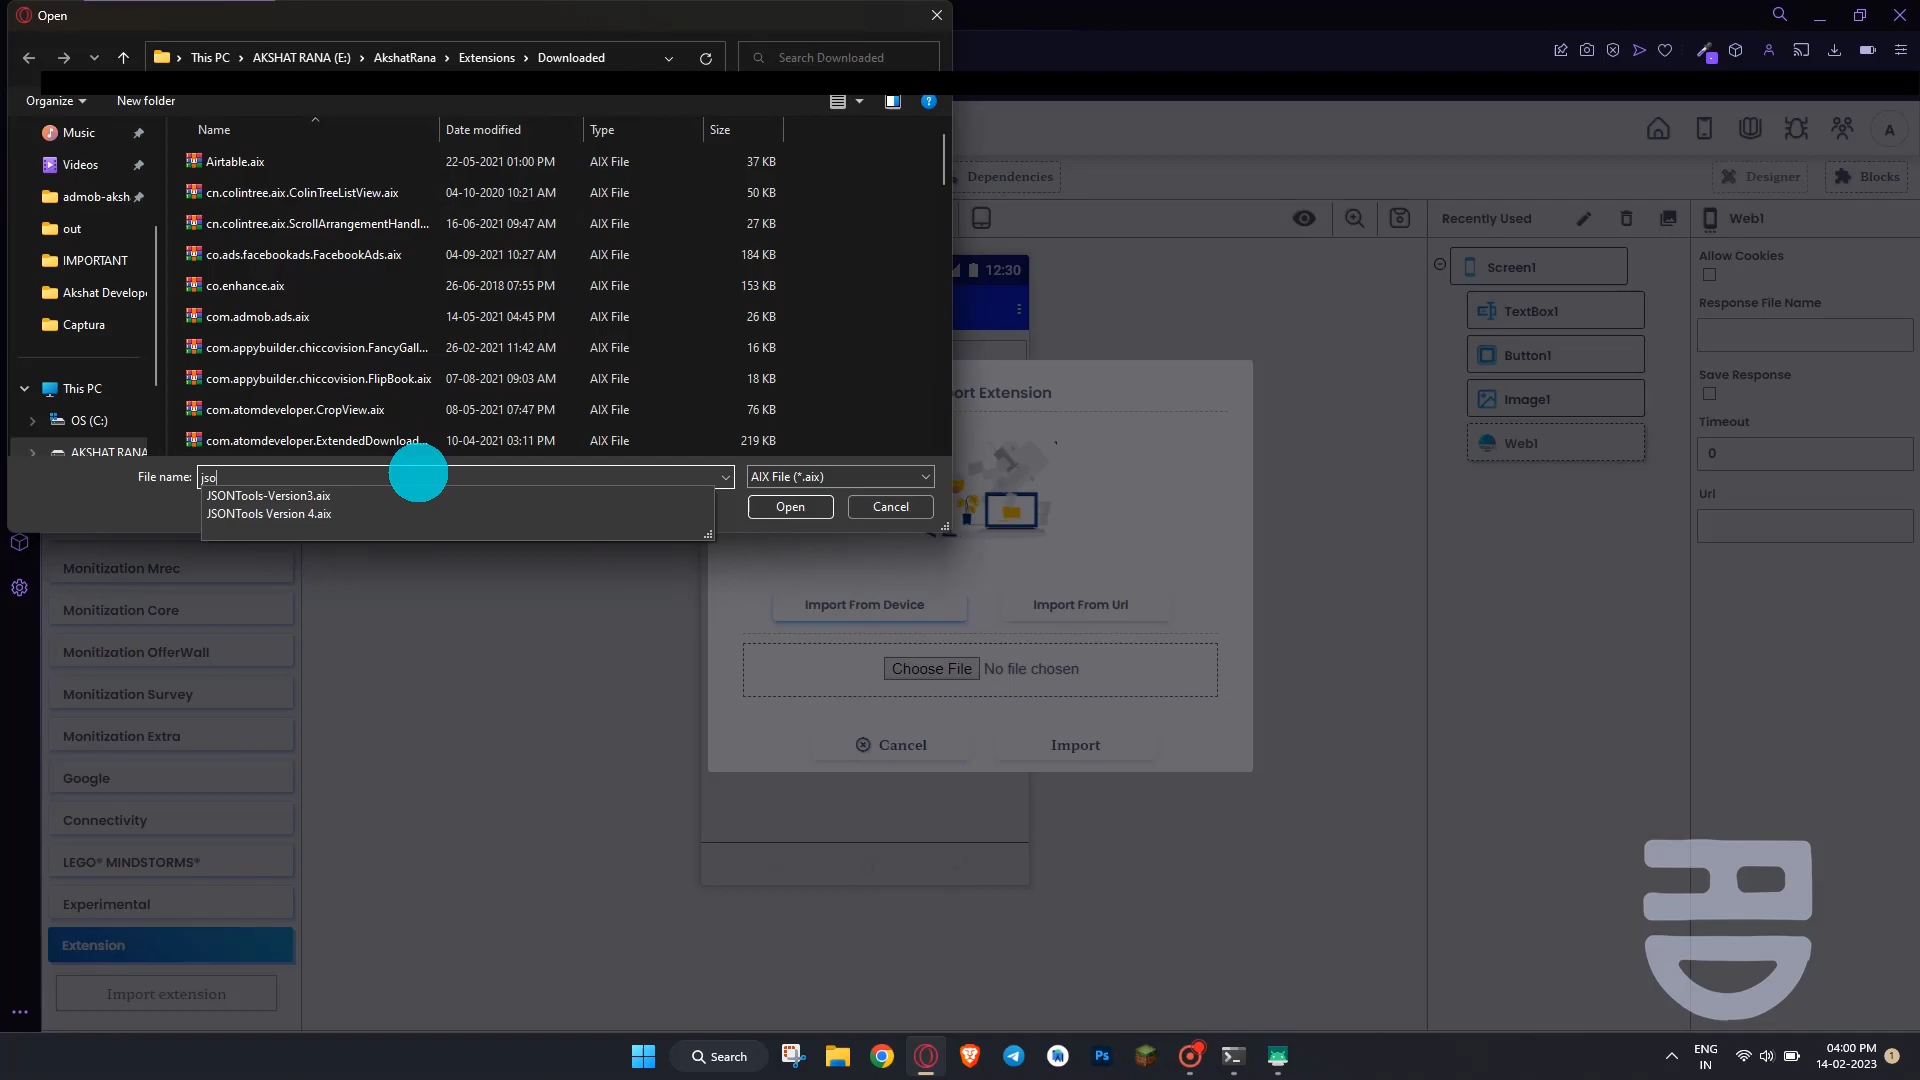 Open
This PC
AKSHAT RANA (E:)
AkshatRana
Extensions
Downloaded
Search Downloaded
Organize
New folder
?
Name
Date modified
Type
Size
Music
Videos
admob-aksh
out
IMPORTANT
Akshat Develope
Captura
This PC
OS (C:)
AKSHAT RANA
Airtable.aix 22-05-2021 01:00 PM AIX File 37 KB
cn.colintree.aix.ColinTreeListView.aix 04-10-2020 10:21 AM AIX File 50 KB
cn.colintree.aix.ScrollArrangementHandl... 16-06-2021 09:47 AM AIX File 27 KB
co.ads.facebookads.FacebookAds.aix 04-09-2021 10:27 AM AIX File 184 KB
co.enhance.aix 26-06-2018 07:55 PM AIX File 153 KB
com.admob.ads.aix 14-05-2021 04:45 PM AIX File 26 KB
com.appybuilder.chiccovision.FancyGall... 26-02-2021 11:42 AM AIX File 16 KB
com.appybuilder.chiccovision.FlipBook.aix 07-08-2021 09:03 AM AIX File 18 KB
com.atomdeveloper.CropView.aix 08-05-2021 07:47 PM AIX File 76 KB
com.atomdeveloper.ExtendedDownload... 10-04-2021 03:11 PM AIX File 219 KB
File name: jso
AIX File (*.aix)
JSONTools-Version3.aix
JSONTools Version 4.aix
Open
Cancel
A
Dependencies
Designer
Blocks
Recently Used
Web1
12:30
Screen1
TextBox1
Button1
Image1
Web1
Allow Cookies
Response File Name
Save Response
Timeout
0
Url
ort Extension
Import From Device
Import From Url
Choose File No file chosen
Cancel
Import
Monitization Mrec
Monitization Core
Monitization OfferWall
Monitization Survey
Monitization Extra
Google
Connectivity
LEGO® MINDSTORMS®
Experimental
Extension
Import extension
Search
Ps
ENG
IN
04:00 PM
14-02-2023
1